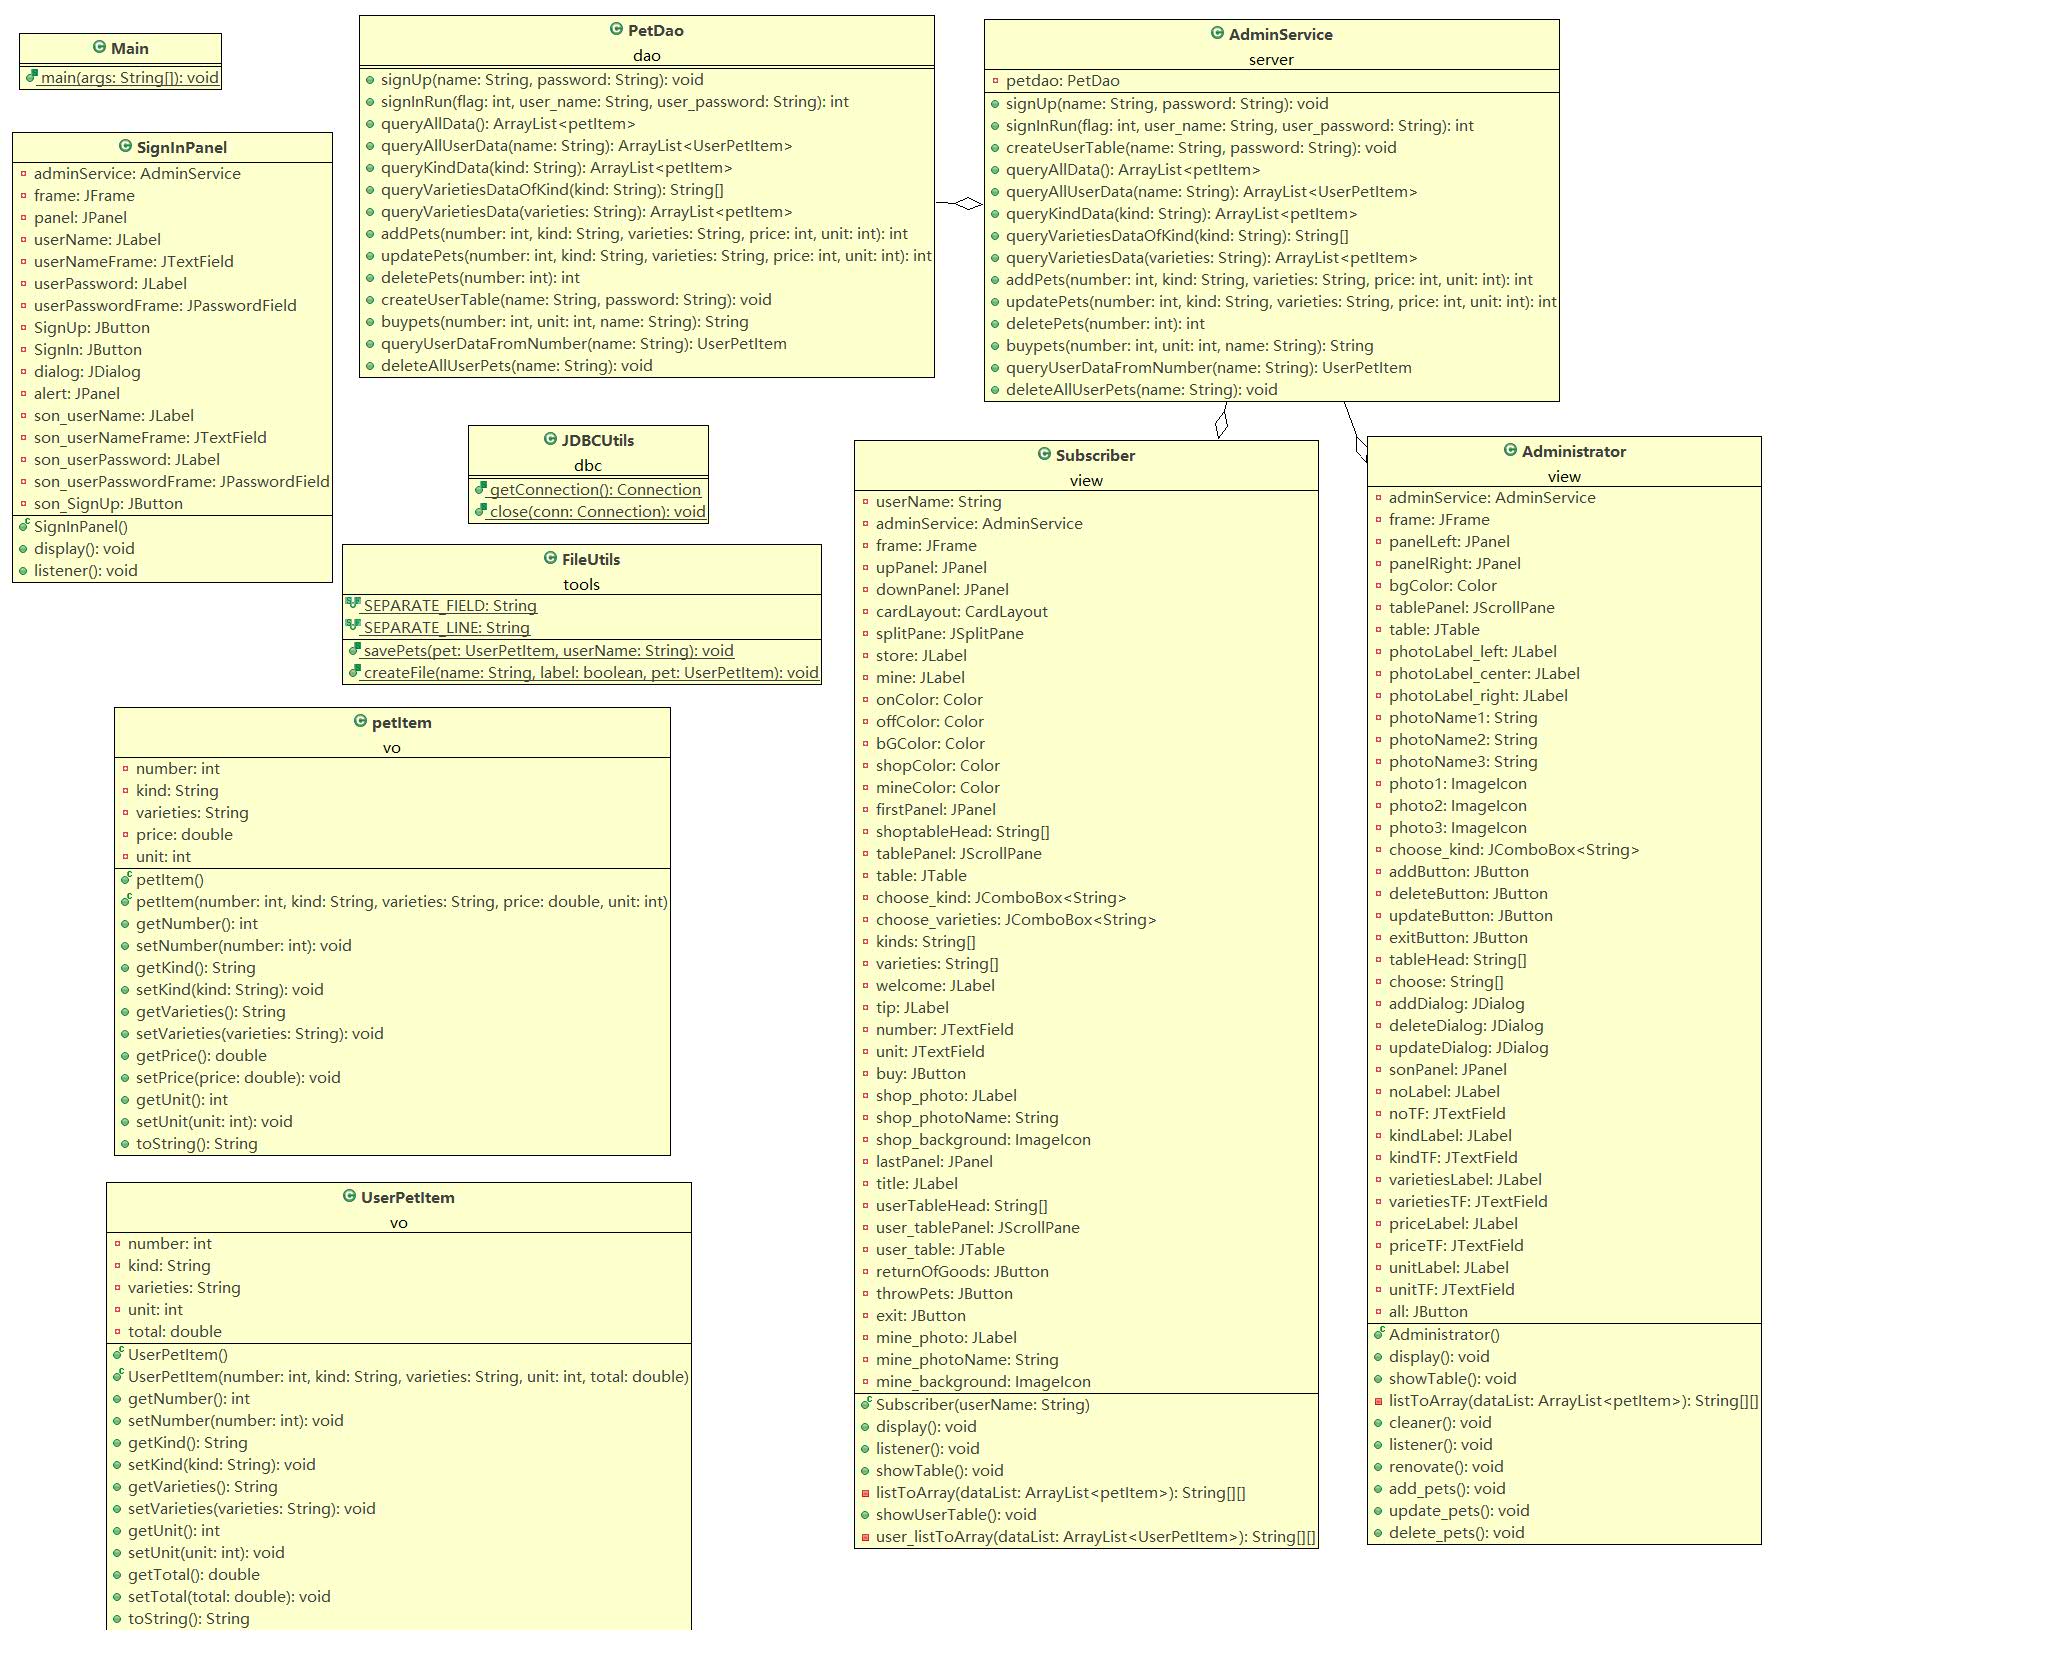 Main
main(args: String[]): void
SignInPanel
adminService: AdminService
frame: JFrame
panel: JPanel
userName: JLabel
userNameFrame: JTextField
userPassword: JLabel
userPasswordFrame: JPasswordField
SignUp: JButton
SignIn: JButton
dialog: JDialog
alert: JPanel
son_userName: JLabel
son_userNameFrame: JTextField
son_userPassword: JLabel
son_userPasswordFrame: JPasswordField
son_SignUp: JButton
SignInPanel()
display(): void
listener(): void
PetDao
dao
signUp(name: String, password: String): void
signInRun(flag: int, user_name: String, user_password: String): int
queryAllData(): ArrayList<petItem>
queryAllUserData(name: String): ArrayList<UserPetItem>
queryKindData(kind: String): ArrayList<petItem>
queryVarietiesDataOfKind(kind: String): String[]
queryVarietiesData(varieties: String): ArrayList<petItem>
addPets(number: int, kind: String, varieties: String, price: int, unit: int): int
updatePets(number: int, kind: String, varieties: String, price: int, unit: int): int
deletePets(number: int): int
createUserTable(name: String, password: String): void
buypets(number: int, unit: int, name: String): String
queryUserDataFromNumber(name: String): UserPetItem
deleteAllUserPets(name: String): void
AdminService
server
petdao: PetDao
signUp(name: String, password: String): void
signInRun(flag: int, user_name: String, user_password: String): int
createUserTable(name: String, password: String): void
queryAllData(): ArrayList<petItem>
queryAllUserData(name: String): ArrayList<UserPetItem>
queryKindData(kind: String): ArrayList<petItem>
queryVarietiesDataOfKind(kind: String): String[]
queryVarietiesData(varieties: String): ArrayList<petItem>
addPets(number: int, kind: String, varieties: String, price: int, unit: int): int
updatePets(number: int, kind: String, varieties: String, price: int, unit: int): int
deletePets(number: int): int
buypets(number: int, unit: int, name: String): String
queryUserDataFromNumber(name: String): UserPetItem
deleteAllUserPets(name: String): void
JDBCUtils
dbc
getConnection(): Connection
close(conn: Connection): void
FileUtils
tools
SEPARATE_FIELD: String
SEPARATE_LINE: String
savePets(pet: UserPetItem, userName: String): void
createFile(name: String, label: boolean, pet: UserPetItem): void
petItem
vo
number: int
kind: String
varieties: String
price: double
unit: int
petItem()
petItem(number: int, kind: String, varieties: String, price: double, unit: int)
getNumber(): int
setNumber(number: int): void
getKind(): String
setKind(kind: String): void
getVarieties(): String
setVarieties(varieties: String): void
getPrice(): double
setPrice(price: double): void
getUnit(): int
setUnit(unit: int): void
toString(): String
UserPetItem
vo
number: int
kind: String
varieties: String
unit: int
total: double
UserPetItem()
UserPetItem(number: int, kind: String, varieties: String, unit: int, total: double)
getNumber(): int
setNumber(number: int): void
getKind(): String
setKind(kind: String): void
getVarieties(): String
setVarieties(varieties: String): void
getUnit(): int
setUnit(unit: int): void
getTotal(): double
setTotal(total: double): void
toString(): String
Subscriber
view
userName: String
adminService: AdminService
frame: JFrame
upPanel: JPanel
downPanel: JPanel
cardLayout: CardLayout
splitPane: JSplitPane
store: JLabel
mine: JLabel
onColor: Color
offColor: Color
bGColor: Color
shopColor: Color
mineColor: Color
firstPanel: JPanel
shoptableHead: String[]
tablePanel: JScrollPane
table: JTable
choose_kind: JComboBox<String>
choose_varieties: JComboBox<String>
kinds: String[]
varieties: String[]
welcome: JLabel
tip: JLabel
number: JTextField
unit: JTextField
buy: JButton
shop_photo: JLabel
shop_photoName: String
shop_background: ImageIcon
lastPanel: JPanel
title: JLabel
userTableHead: String[]
user_tablePanel: JScrollPane
user_table: JTable
returnOfGoods: JButton
throwPets: JButton
exit: JButton
mine_photo: JLabel
mine_photoName: String
mine_background: ImageIcon
Subscriber(userName: String)
display(): void
listener(): void
showTable(): void
listToArray(dataList: ArrayList<petItem>): String[][]
showUserTable(): void
user_listToArray(dataList: ArrayList<UserPetItem>): String[][]
Administrator
view
adminService: AdminService
frame: JFrame
panelLeft: JPanel
panelRight: JPanel
bgColor: Color
tablePanel: JScrollPane
table: JTable
photoLabel_left: JLabel
photoLabel_center: JLabel
photoLabel_right: JLabel
photoName1: String
photoName2: String
photoName3: String
photo1: ImageIcon
photo2: ImageIcon
photo3: ImageIcon
choose_kind: JComboBox<String>
addButton: JButton
deleteButton: JButton
updateButton: JButton
exitButton: JButton
tableHead: String[]
choose: String[]
addDialog: JDialog
deleteDialog: JDialog
updateDialog: JDialog
sonPanel: JPanel
noLabel: JLabel
noTF: JTextField
kindLabel: JLabel
kindTF: JTextField
varietiesLabel: JLabel
varietiesTF: JTextField
priceLabel: JLabel
priceTF: JTextField
unitLabel: JLabel
unitTF: JTextField
all: JButton
Administrator()
display(): void
showTable(): void
listToArray(dataList: ArrayList<petItem>): String[][]
cleaner(): void
listener(): void
renovate(): void
add_pets(): void
update_pets(): void
delete_pets(): void